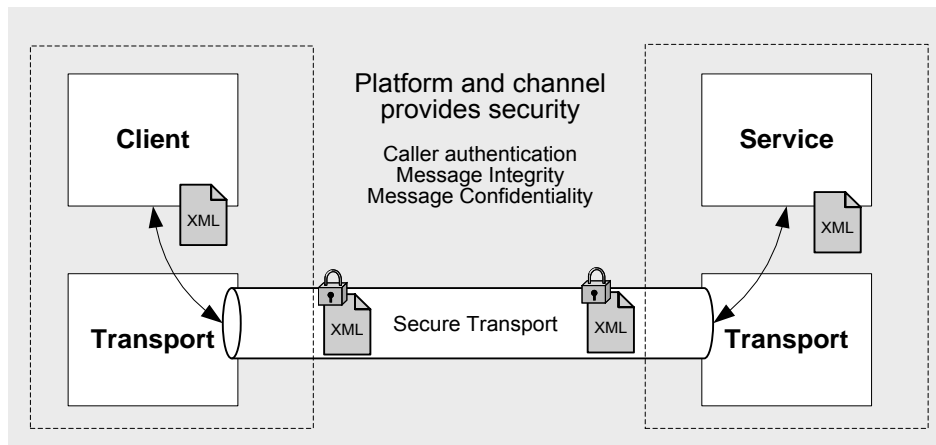 Platform and channel
provides security
Caller authentication
Message Integrity
Message Confidentiality
Client
XML
Service
XML
Transport
XML
Secure Transport
XML
Transport